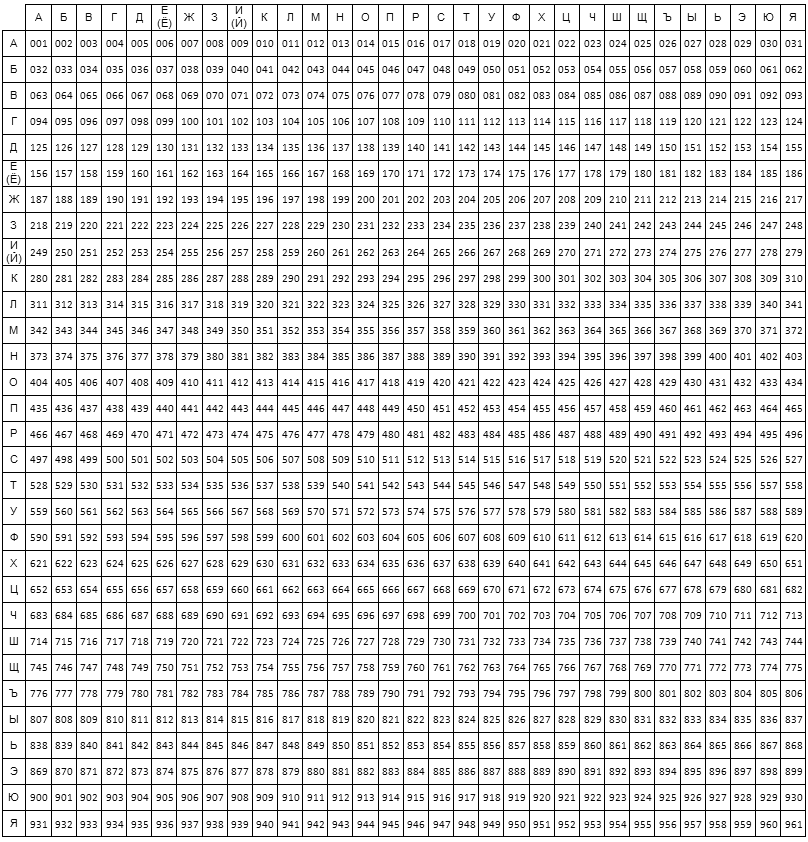 А Б В Г Д Е (Ё) Ж З И (Й) К Л М Н О П Р С Т У Ф Х Ц Ч Ш Щ Ъ Ы Ь Э Ю Я
А 001 002 003 004 005 006 007 008 009 010 011 012 013 014 015 016 017 018 019 020 021 022 023 024 025 026 027 028 029 030 031
Б 032 033 034 035 036 037 038 039 040 041 042 043 044 045 046 047 048 049 050 051 052 053 054 055 056 057 058 059 060 061 062
В 063 064 065 066 067 068 069 070 071 072 073 074 075 076 077 078 079 080 081 082 083 084 085 086 087 088 089 090 091 092 093
Г 094 095 096 097 098 099 100 101 102 103 104 105 106 107 108 109 110 111 112 113 114 115 116 117 118 119 120 121 122 123 124
Д 125 126 127 128 129 130 131 132 133 134 135 136 137 138 139 140 141 142 143 144 145 146 147 148 149 150 151 152 153 154 155
Е (Ё) 156 157 158 159 160 161 162 163 164 165 166 167 168 169 170 171 172 173 174 175 176 177 178 179 180 181 182 183 184 185 186
Ж 187 188 189 190 191 192 193 194 195 196 197 198 199 200 201 202 203 204 205 206 207 208 209 210 211 212 213 214 215 216 217
З 218 219 220 221 222 223 224 225 226 227 228 229 230 231 232 233 234 235 236 237 238 239 240 241 242 243 244 245 246 247 248
И (Й) 249 250 251 252 253 254 255 256 257 258 259 260 261 262 263 264 265 266 267 268 269 270 271 272 273 274 275 276 277 278 279
К 280 281 282 283 284 285 286 287 288 289 290 291 292 293 294 295 296 297 298 299 300 301 302 303 304 305 306 307 308 309 310
Л 311 312 313 314 315 316 317 318 319 320 321 322 323 324 325 326 327 328 329 330 331 332 333 334 335 336 337 338 339 340 341
М 342 343 344 345 346 347 348 349 350 351 352 353 354 355 356 357 358 359 360 361 362 363 364 365 366 367 368 369 370 371 372
Н 373 374 375 376 377 378 379 380 381 382 383 384 385 386 387 388 389 390 391 392 393 394 395 396 397 398 399 400 401 402 403
О 404 405 406 407 408 409 410 411 412 413 414 415 416 417 418 419 420 421 422 423 424 425 426 427 428 429 430 431 432 433 434
П 435 436 437 438 439 440 441 442 443 444 445 446 447 448 449 450 451 452 453 454 455 456 457 458 459 460 461 462 463 464 465
Р 466 467 468 469 470 471 472 473 474 475 476 477 478 479 480 481 482 483 484 485 486 487 488 489 490 491 492 493 494 495 496
С 497 498 499 500 501 502 503 504 505 506 507 508 509 510 511 512 513 514 515 516 517 518 519 520 521 522 523 524 525 526 527
Т 528 529 530 531 532 533 534 535 536 537 538 539 540 541 542 543 544 545 546 547 548 549 550 551 552 553 554 555 556 557 558
У 559 560 561 562 563 564 565 566 567 568 569 570 571 572 573 574 575 576 577 578 579 580 581 582 583 584 585 586 587 588 589
Ф 590 591 592 593 594 595 596 597 598 599 600 601 602 603 604 605 606 607 608 609 610 611 612 613 614 615 616 617 618 619 620
Х 621 622 623 624 625 626 627 628 629 630 631 632 633 634 635 636 637 638 639 640 641 642 643 644 645 646 647 648 649 650 651
Ц 652 653 654 655 656 657 658 659 660 661 662 663 664 665 666 667 668 669 670 671 672 673 674 675 676 677 678 679 680 681 682
Ч 683 684 685 686 687 688 689 690 691 692 693 694 695 696 697 698 699 700 701 702 703 704 705 706 707 708 709 710 711 712 713
Ш 714 715 716 717 718 719 720 721 722 723 724 725 726 727 728 729 730 731 732 733 734 735 736 737 738 739 740 741 742 743 744
Щ 745 746 747 748 749 750 751 752 753 754 755 756 757 758 759 760 761 762 763 764 765 766 767 768 769 770 771 772 773 774 775
Ъ 776 777 778 779 780 781 782 783 784 785 786 787 788 789 790 791 792 793 794 795 796 797 798 799 800 801 802 803 804 805 806
Ы 807 808 809 810 811 812 813 814 815 816 817 818 819 820 821 822 823 824 825 826 827 828 829 830 831 832 833 834 835 836 837
Ь 838 839 840 841 842 843 844 845 846 847 848 849 850 851 852 853 854 855 856 857 858 859 860 861 862 863 864 865 866 867 868
Э 869 870 871 872 873 874 875 876 877 878 879 880 881 882 883 884 885 886 887 888 889 890 891 892 893 894 895 896 897 898 899
Ю 900 901 902 903 904 905 906 907 908 909 910 911 912 913 914 915 916 917 918 919 920 921 922 923 924 925 926 927 928 929 930
Я 931 932 933 934 935 936 937 938 939 940 941 942 943 944 945 946 947 948 949 950 951 952 953 954 955 956 957 958 959 960 961